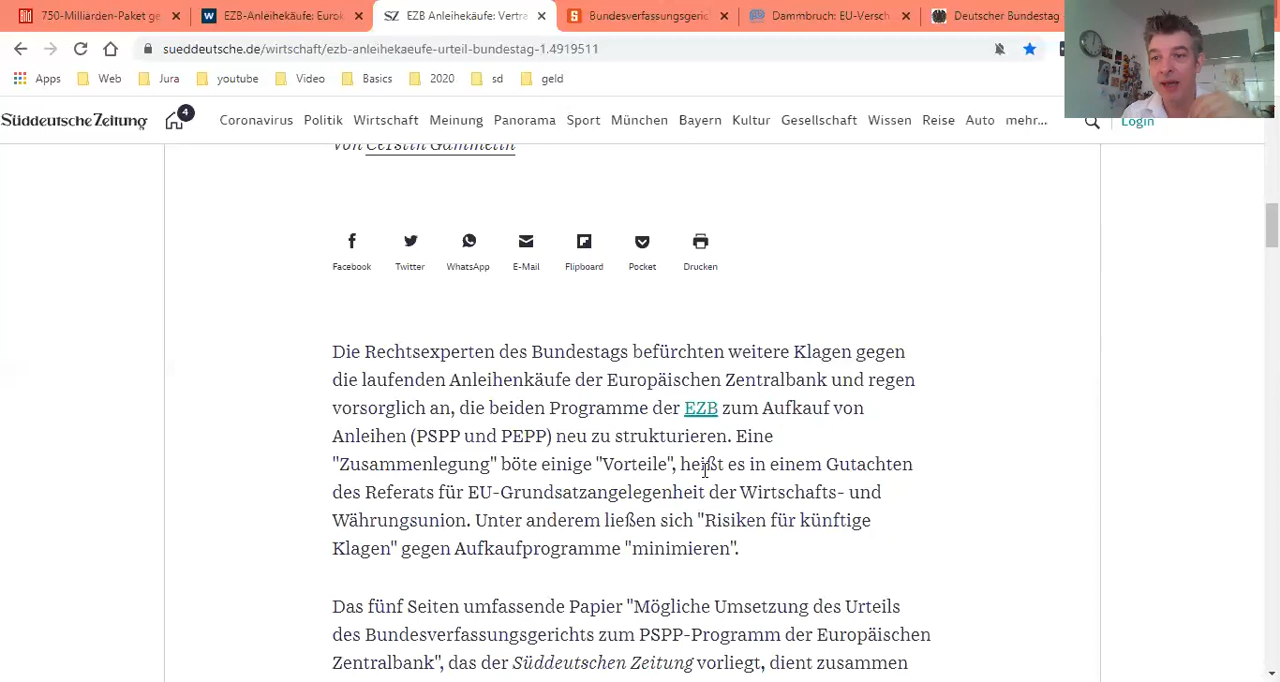 750-Milliarden-Paket ge
EZB-Anleihekäufe: Eurok
EZB Anleihekäufe: Vertra
Bundesverfassungsgeric
Dammbruch: EU-Versch
Deutscher Bundestag
sueddeutsche.de/wirtschaft/ezb-anleihekaeufe-urteil-bundestag-1.4919511
Apps Web Jura youtube Video Basics 2020 sd geld
Süddeutsche Zeitung 4 Coronavirus Politik Wirtschaft Meinung Panorama Sport München Bayern Kultur Gesellschaft Wissen Reise Auto mehr... Login
Von Cerstin Gammelin
Facebook Twitter WhatsApp E-Mail Flipboard Pocket Drucken
Die Rechtsexperten des Bundestags befürchten weitere Klagen gegen
die laufenden Anleihenkäufe der Europäischen Zentralbank und regen
vorsorglich an, die beiden Programme der EZB zum Aufkauf von
Anleihen (PSPP und PEPP) neu zu strukturieren. Eine
"Zusammenlegung" böte einige "Vorteile", heißt es in einem Gutachten
des Referats für EU-Grundsatzangelegenheit der Wirtschafts- und
Währungsunion. Unter anderem ließen sich "Risiken für künftige
Klagen" gegen Aufkaufprogramme "minimieren".
Das fünf Seiten umfassende Papier "Mögliche Umsetzung des Urteils
des Bundesverfassungsgerichts zum PSPP-Programm der Europäischen
Zentralbank", das der Süddeutschen Zeitung vorliegt, dient zusammen